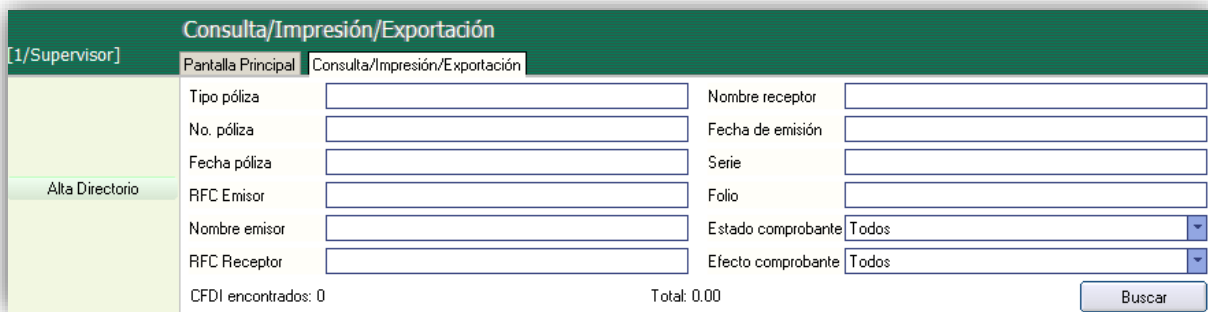 Consulta/Impresión/Exportación
[1/Supervisor]
Pantalla Principal Consulta/Impresión/Exportación
Tipo póliza Nombre receptor
No. póliza Fecha de emisión
Fecha póliza Serie
Alta Directorio RFC Emisor Folio
Nombre emisor Estado comprobante Todos
RFC Receptor Efecto comprobante Todos
CFDI encontrados: 0 Total: 0.00 Buscar